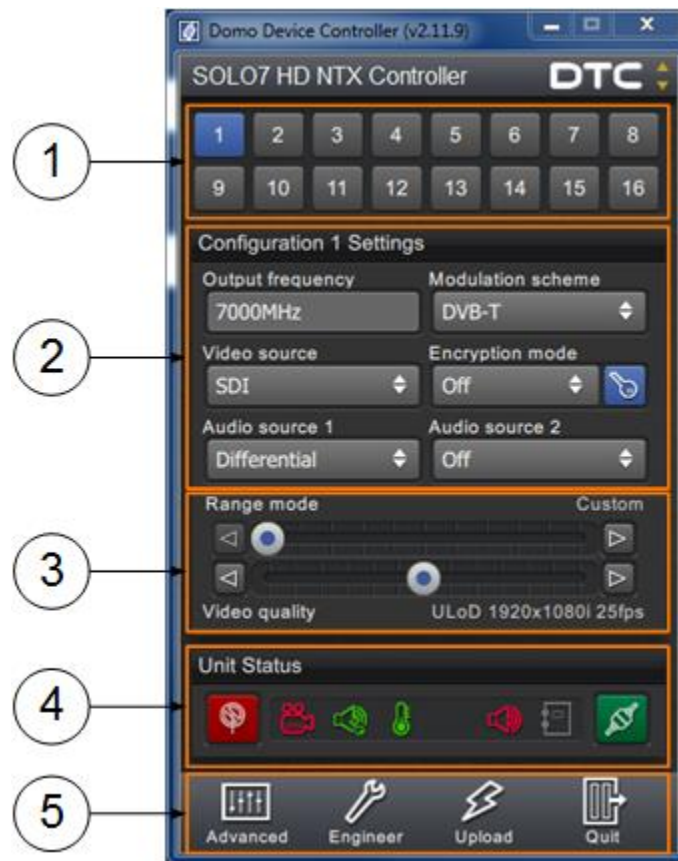 Domo Device Controller (v2.11.9)
SOLO7 HD NTX Controller DTC
1 2 3 4 5 6 7 8
1
9 10 11 12 13 14 15 16
Configuration 1 Settings
Output frequency Modulation scheme
7000MHz DVB-T
2
Video source Encryption mode
SDI Off
Audio source 1 Audio source 2
Differential Off
Range mode Custom
3
Video quality ULoD 1920x1080i 25fps
Unit Status
4
5
Advanced Engineer Upload Quit